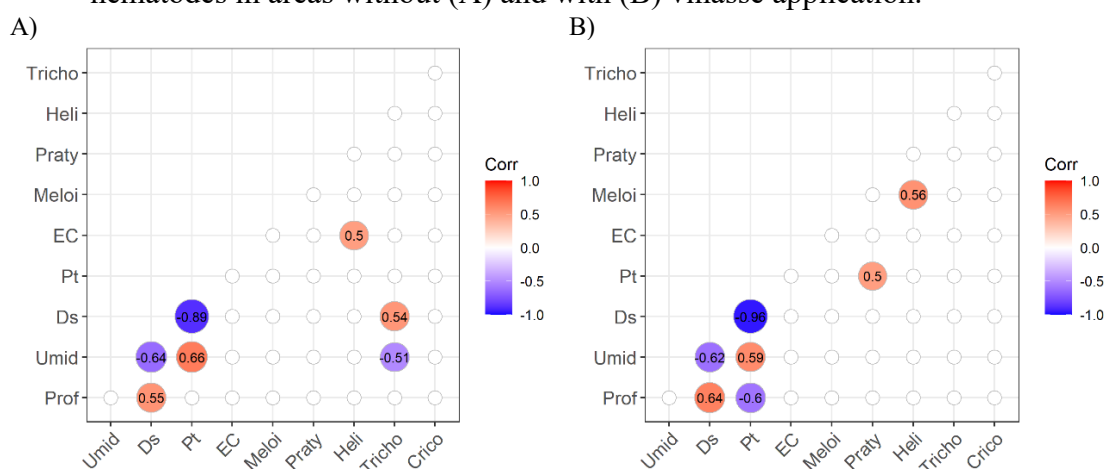 nematodes in areas without (A) and with (B) vinasse application.
A)
Tricho
Heli
Praty
Meloi
EC
Pt
Ds
Umid
Prof
0.5
-0.89
0.54
-0.64
0.66
-0.51
0.55
Umid
Ds
Pt
EC
Meloi
Praty
Heli
Tricho
Crico
Corr
1.0
0.5
0.0
-0.5
-1.0
B)
Tricho
Heli
Praty
Meloi
EC
Pt
Ds
Umid
Prof
0.56
0.5
-0.96
-0.62
0.59
0.64
-0.6
Umid
Ds
Pt
EC
Meloi
Praty
Heli
Tricho
Crico
Corr
1.0
0.5
0.0
-0.5
-1.0